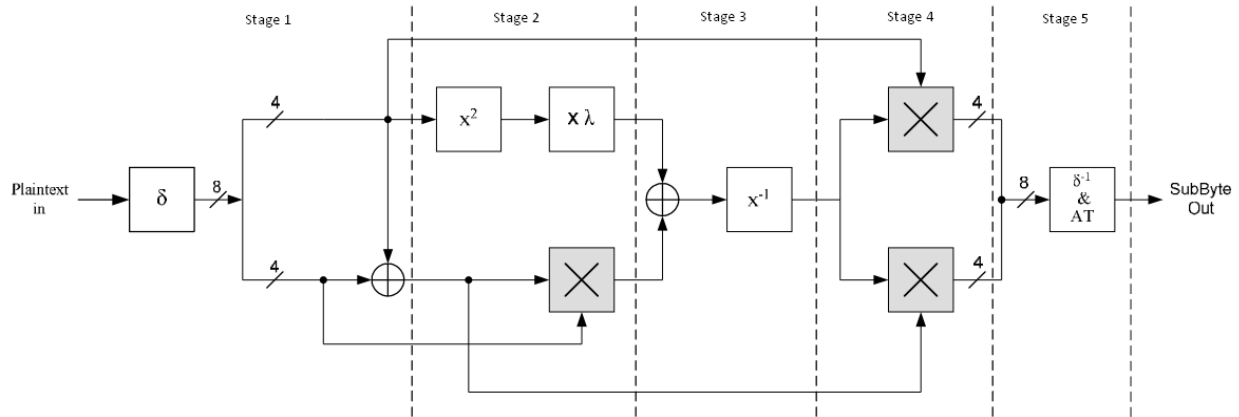 Stage 1
Stage 2
Stage 3
Stage 4
Stage 5
4
x²
x λ
4
Plaintext
in
δ
8
x⁻¹
8
δ⁻¹
&
AT
SubByte
Out
4
4